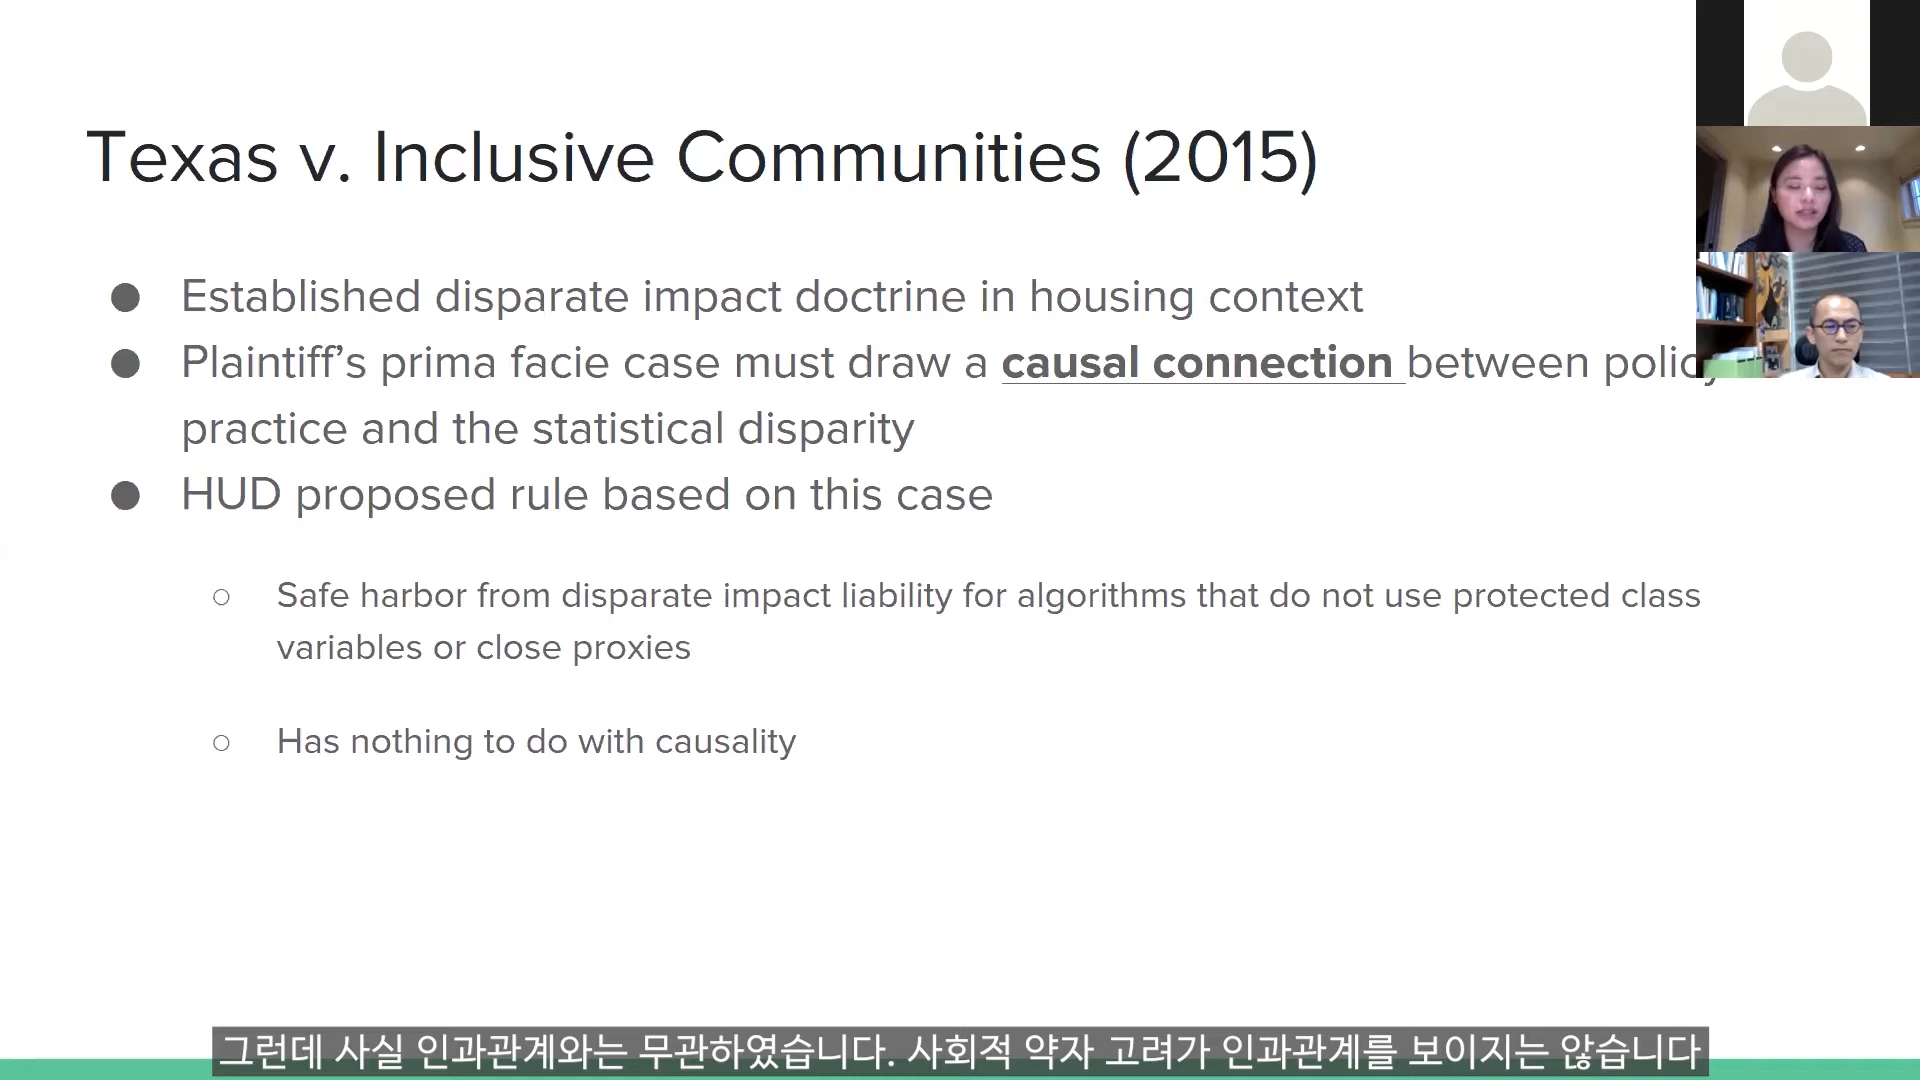 Texas v. Inclusive Communities (2015)
● Established disparate impact doctrine in housing context
● Plaintiff’s prima facie case must draw a causal connection between policy
practice and the statistical disparity
● HUD proposed rule based on this case
○ Safe harbor from disparate impact liability for algorithms that do not use protected class
variables or close proxies
○ Has nothing to do with causality
그런데 사실 인과관계와는 무관하였습니다. 사회적 약자 고려가 인과관계를 보이지는 않습니다